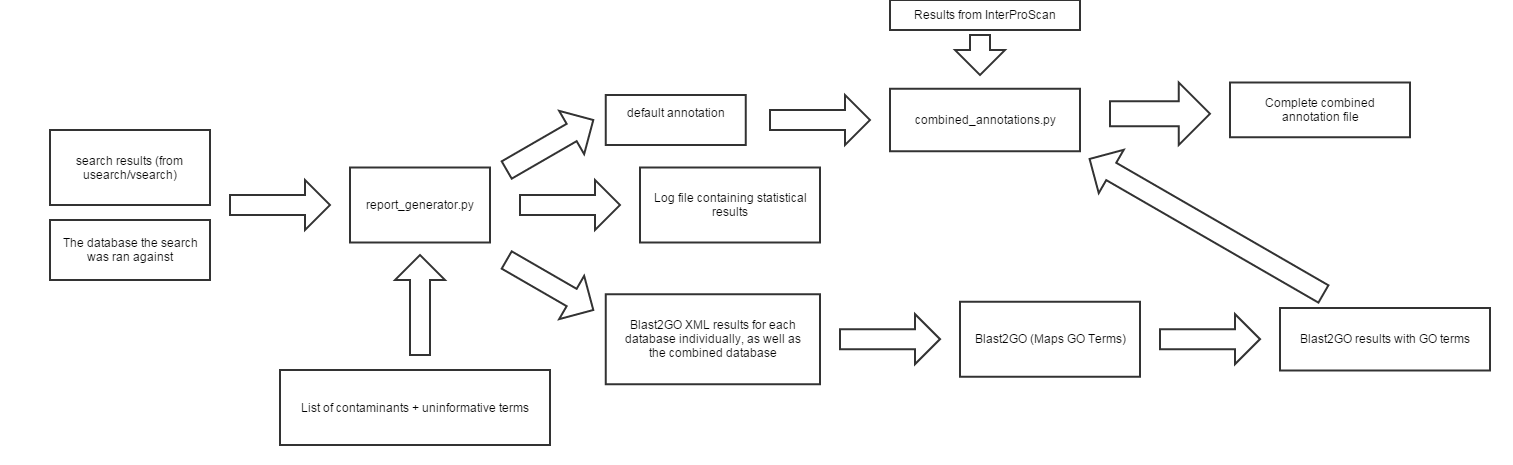 Results from InterProScan
default annotation
combined_annotations.py
Complete combined
annotation file
search results (from
usearch/vsearch)
report_generator.py
Log file containing statistical
results
The database the search
was ran against
Blast2GO XML results for each
database individually, as well as
the combined database
Blast2GO (Maps GO Terms)
Blast2GO results with GO terms
List of contaminants + uninformative terms